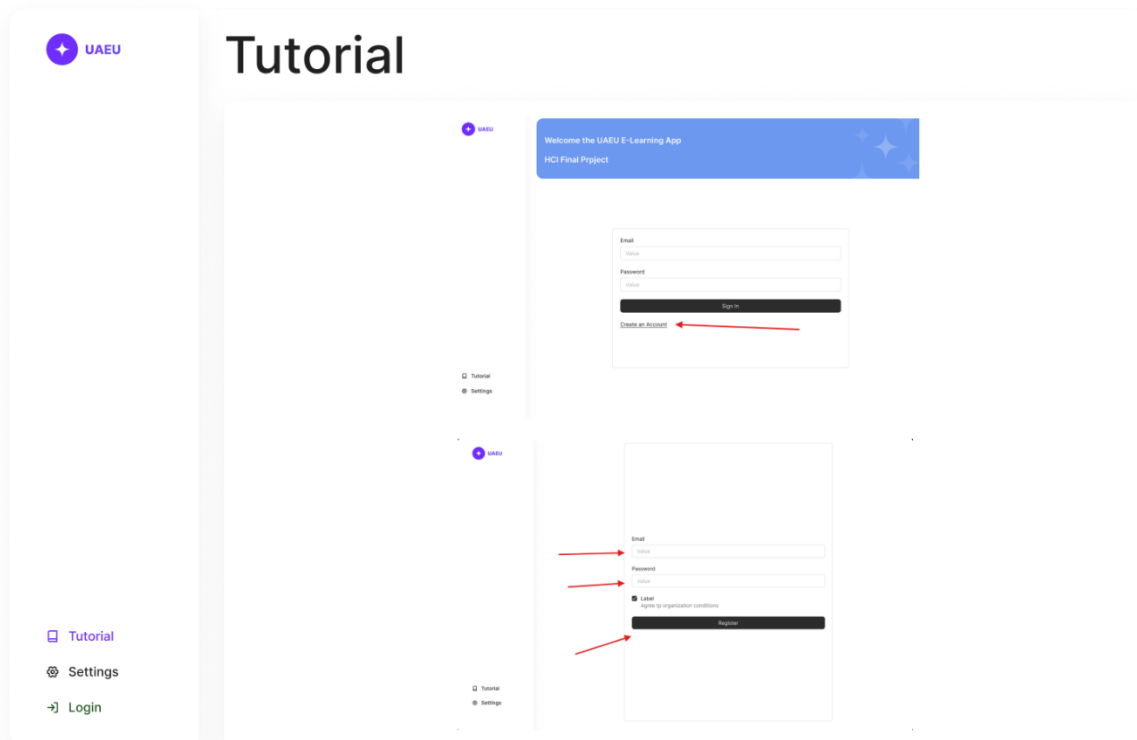 UAEU
Tutorial
UAEU
Welcome the UAEU E-Learning App
HCI Final Prpject
Email
Value
Password
Value
Sign In
Create an Account
Tutorial
Settings
UAEU
Email
Value
Password
Value
Label
Agree tp organization conditions
Register
Tutorial
Settings
Tutorial
Settings
Login